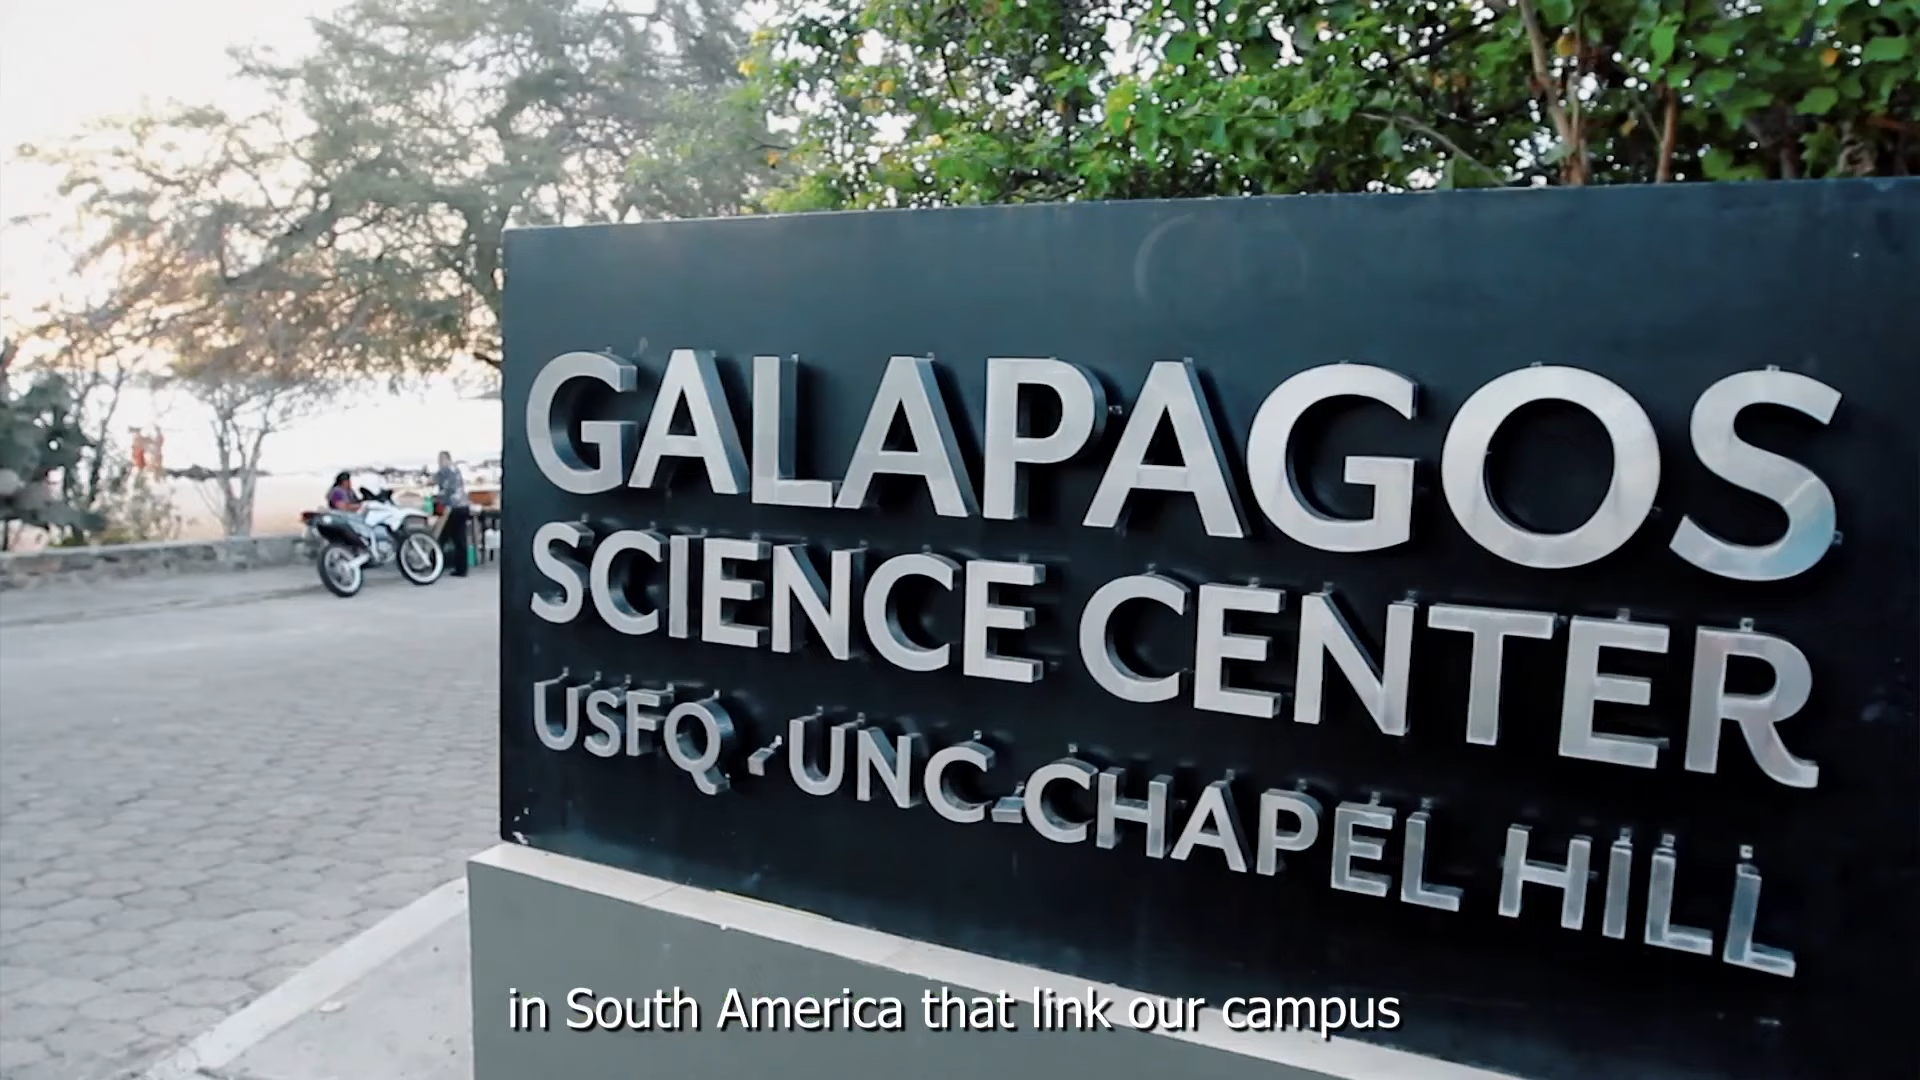 GALAPAGOS
SCIENCE CENTER
USFQ - UNC-CHAPEL HILL
in South America that link our campus